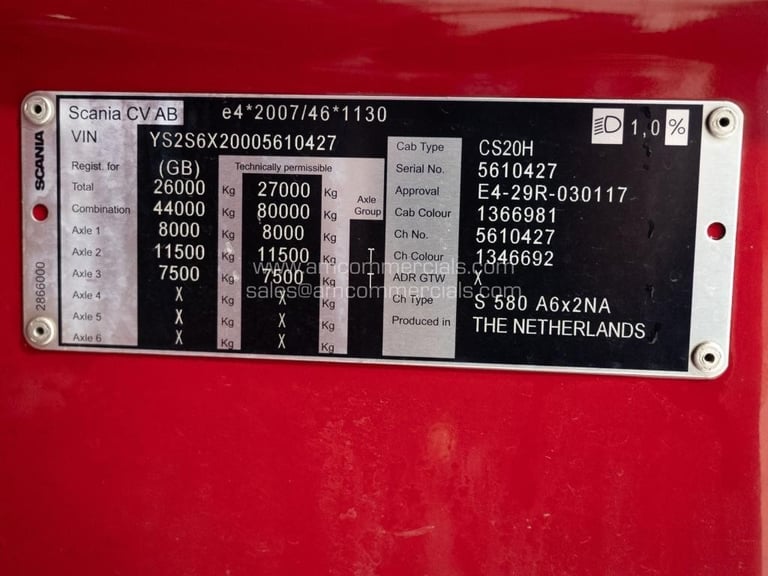 Scania CV AB e4*2007/46*1130
VIN YS2S6X20005610427
1,0%
SCANIA
2866000
Regist. for (GB) Technically permissible
Total 26000 Kg 27000 Kg
Combination 44000 Kg 80000 Kg
Axle Group
Axle 1 8000 Kg 8000 Kg
Axle 2 11500 Kg 11500 Kg
Axle 3 7500 Kg 7500 Kg
Axle 4 X Kg X Kg
Axle 5 X Kg X Kg
Axle 6 X Kg X Kg
Cab Type CS20H
Serial No. 5610427
Approval E4-29R-030117
Cab Colour 1366981
Ch No. 5610427
Ch Colour 1346692
ADR GTW X
Ch Type S 580 A6x2NA
Produced in THE NETHERLANDS
www.amcommercials.com
sales@amcommercials.com